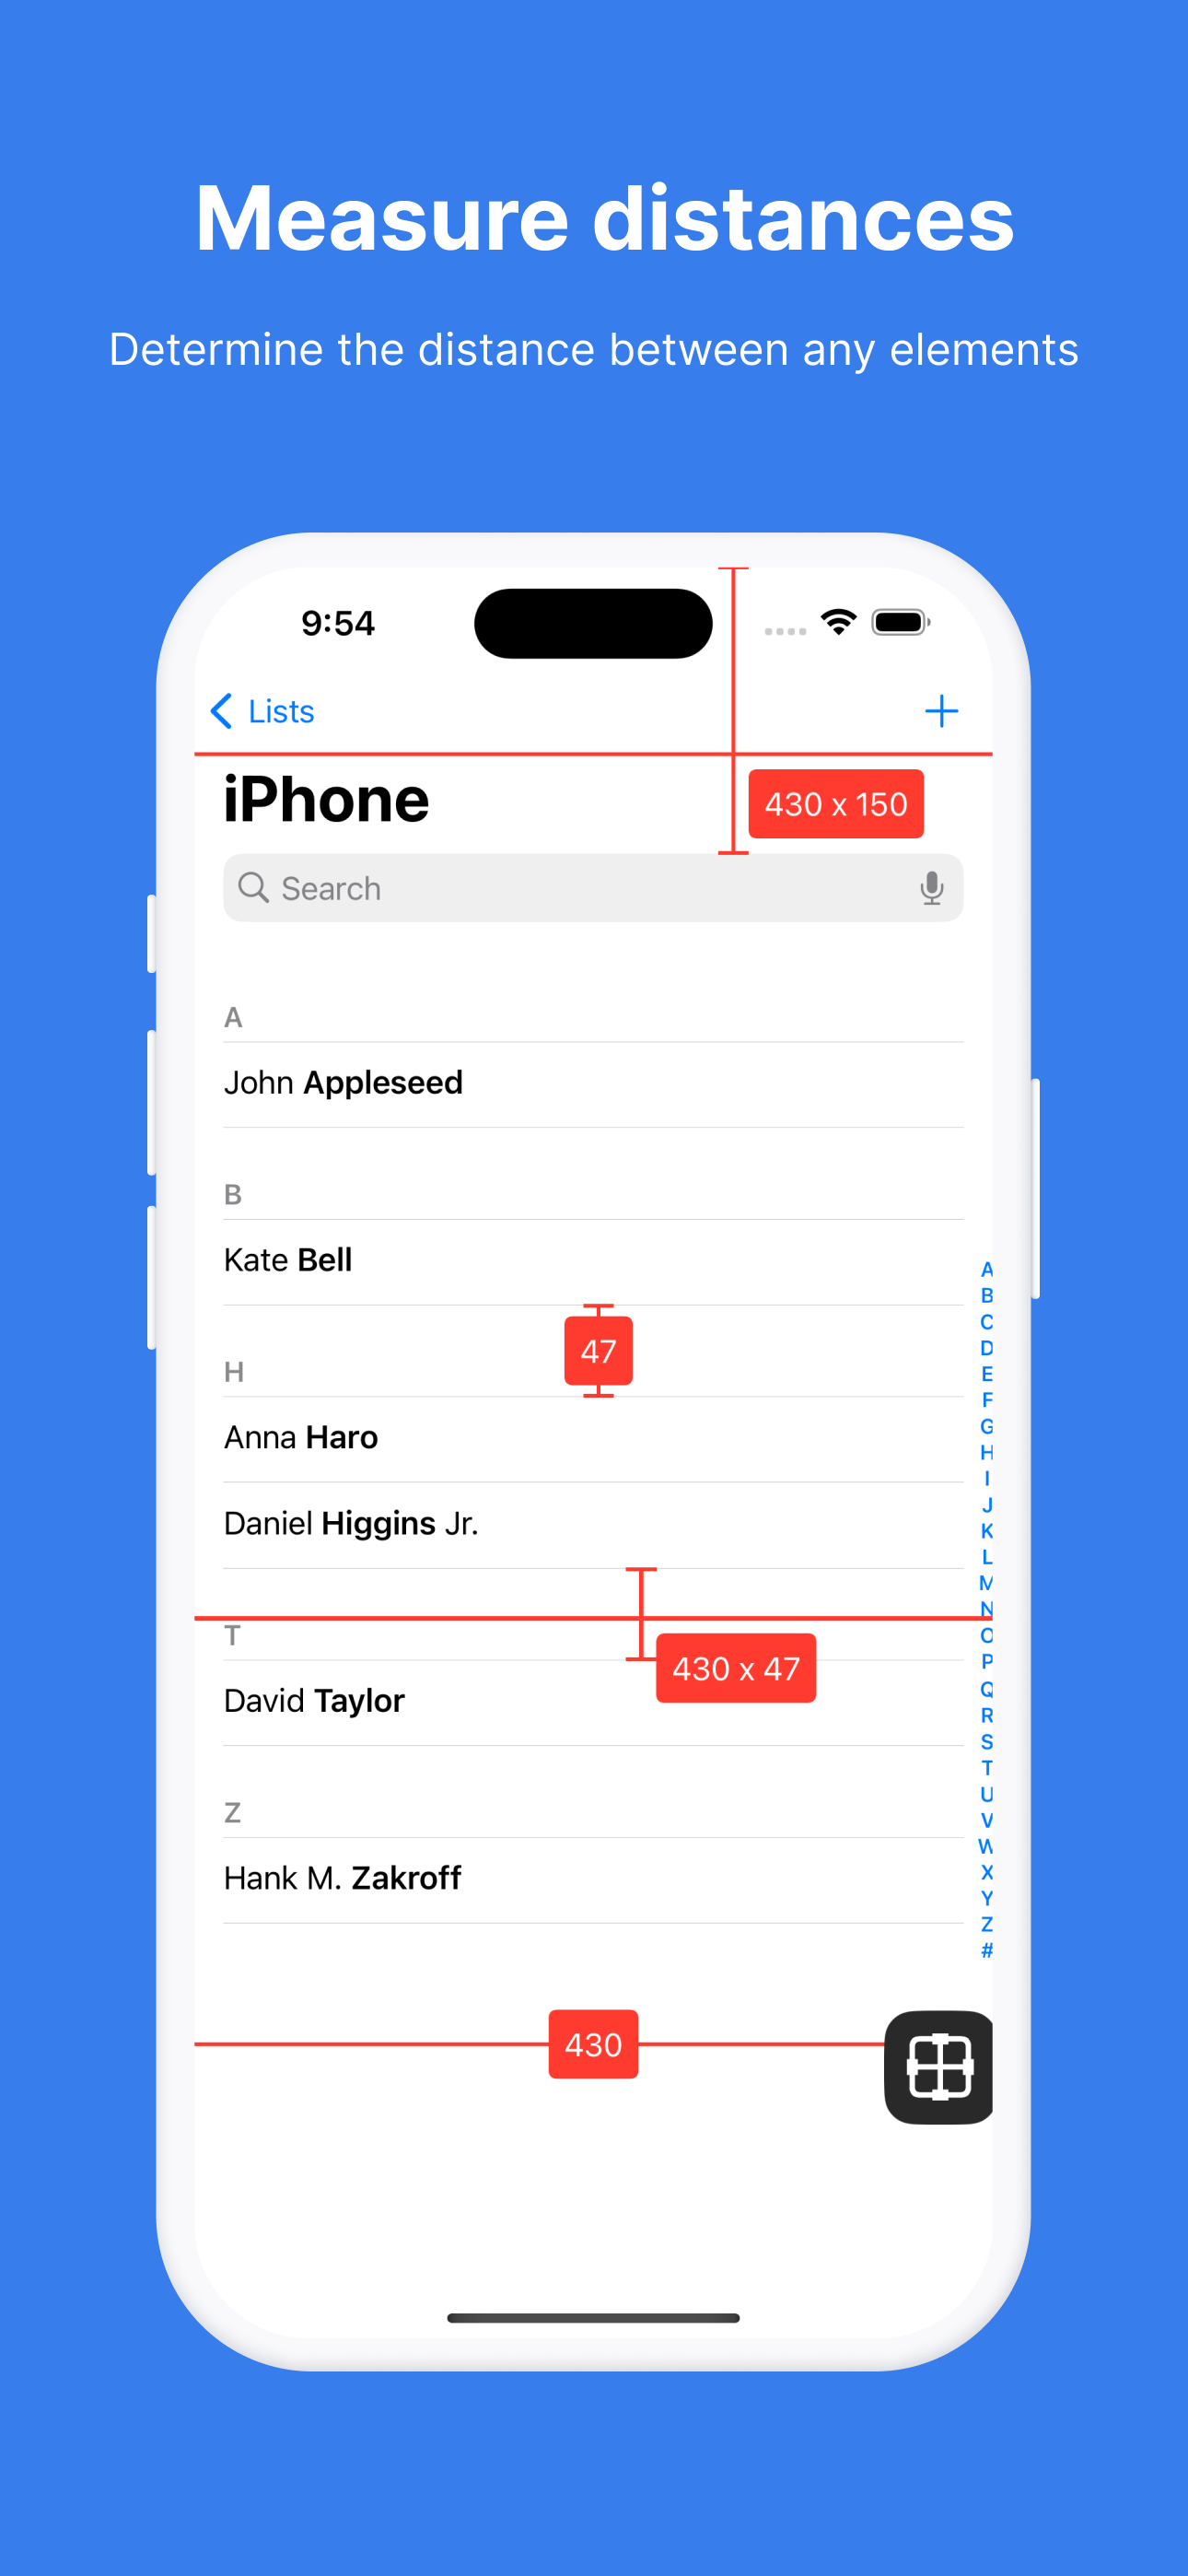 Measure distances
Determine the distance between any elements
9:54
Lists
iPhone
430 x 150
Search
A
John Appleseed
B
Kate Bell
47
H
Anna Haro
Daniel Higgins Jr.
T
430 x 47
David Taylor
Z
Hank M. Zakroff
430
A
B
C
D
E
F
G
H
I
J
K
L
M
N
O
P
Q
R
S
T
U
V
W
X
Y
Z
#